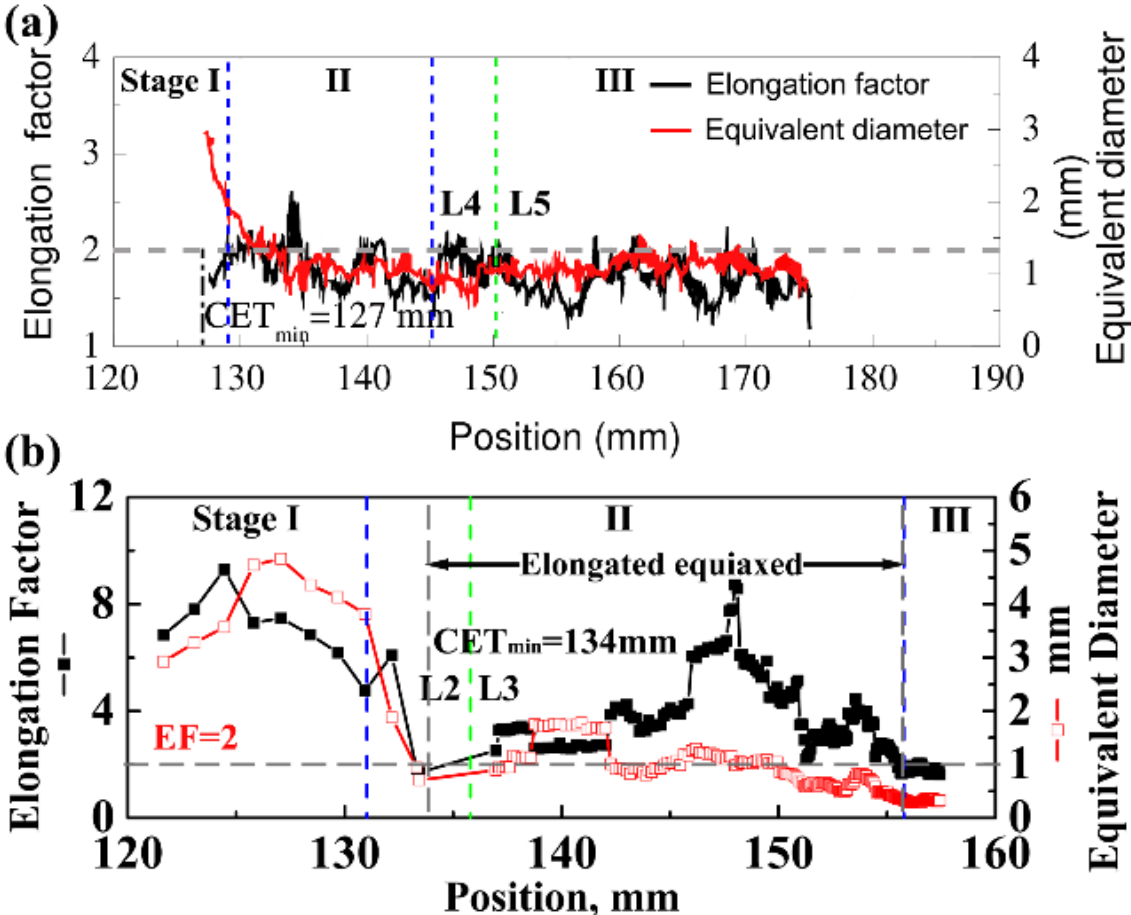 (a)
4
3
2
1
Elongation factor
Stage I
II
III
Elongation factor
Equivalent diameter
L4
L5
CETmin=127 mm
4
3
2
1
0
Equivalent diameter
(mm)
120
130
140
150
160
170
180
190
Position (mm)
(b)
12
8
4
0
Elongation Factor
Stage I
II
III
Elongated equiaxed
CETmin=134mm
L2
L3
EF=2
6
5
4
3
2
1
0
mm
Equivalent Diameter
120
130
140
150
160
Position, mm